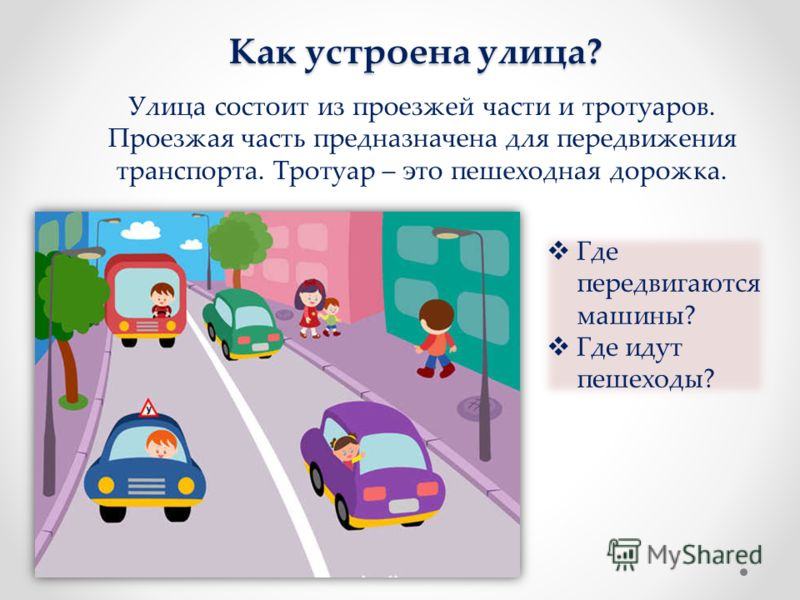 Как устроена улица?
Улица состоит из проезжей части и тротуаров.
Проезжая часть предназначена для передвижения
транспорта. Тротуар – это пешеходная дорожка.
❖ Где
передвигаются
машины?
❖ Где идут
пешеходы?
У
MyShared